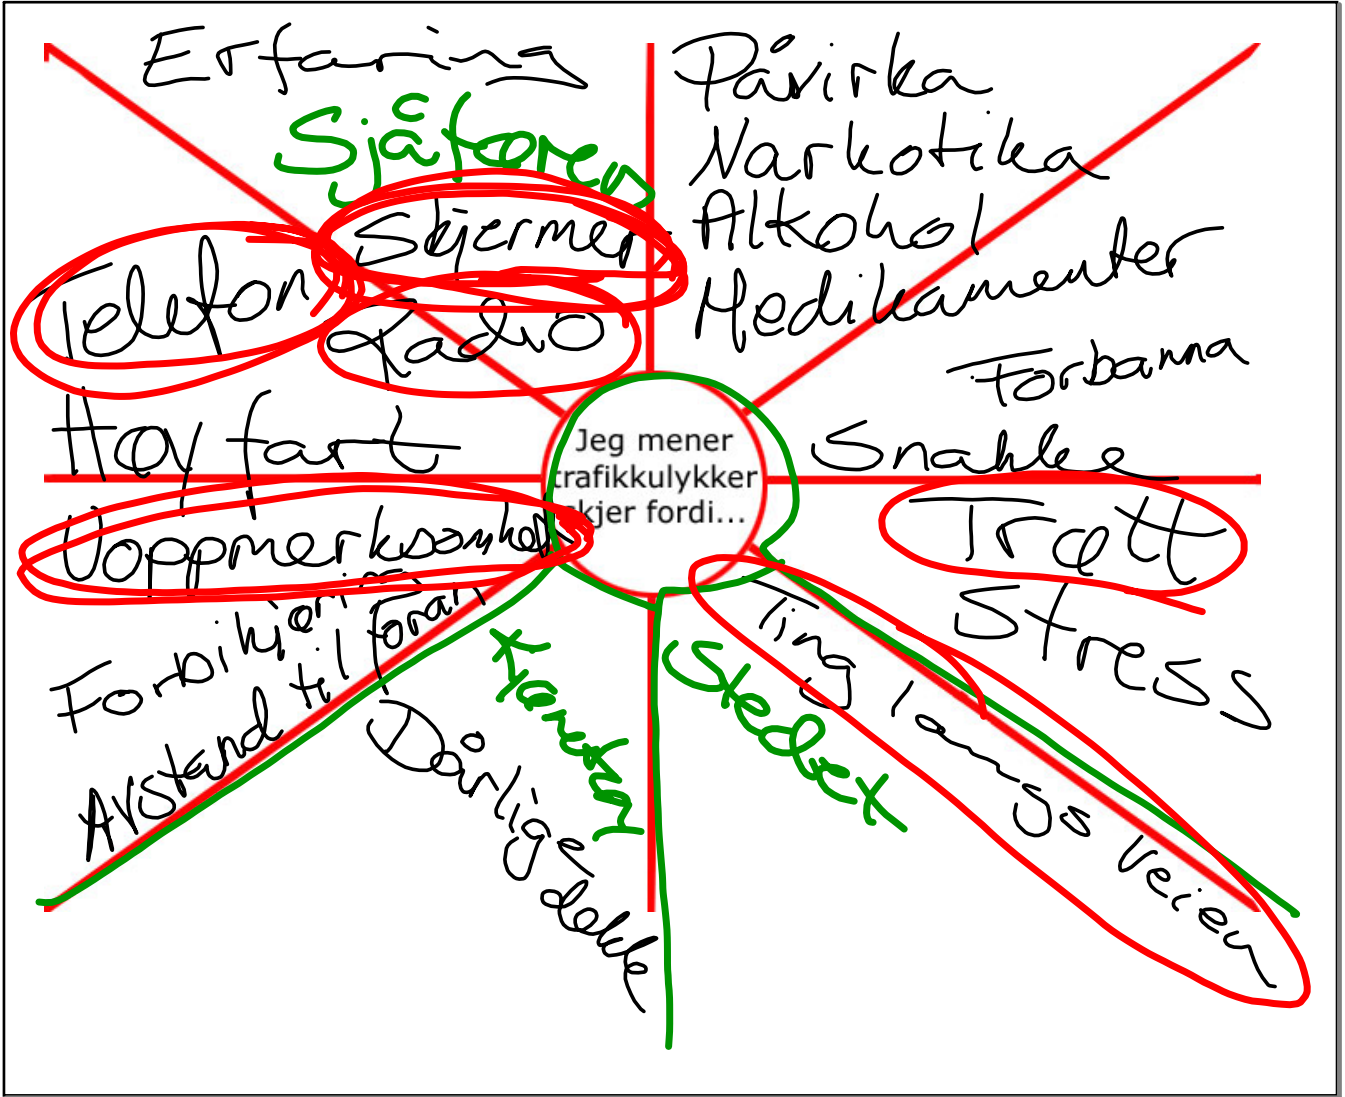 Erfaring
Sjåføren
Skjermer
Telefon
Radio
Høy fart
Uoppmerksomhet
Forbikjøring
Avstand til foran
Påvirka
Narkotika
Alkohol
Medikamenter
Forbanna
Snakke
Trøtt
Stress
Jeg mener
trafikkulykker
skjer fordi...
Kjøretøy
Dårlige dekk
Stedet
Ting langs veien